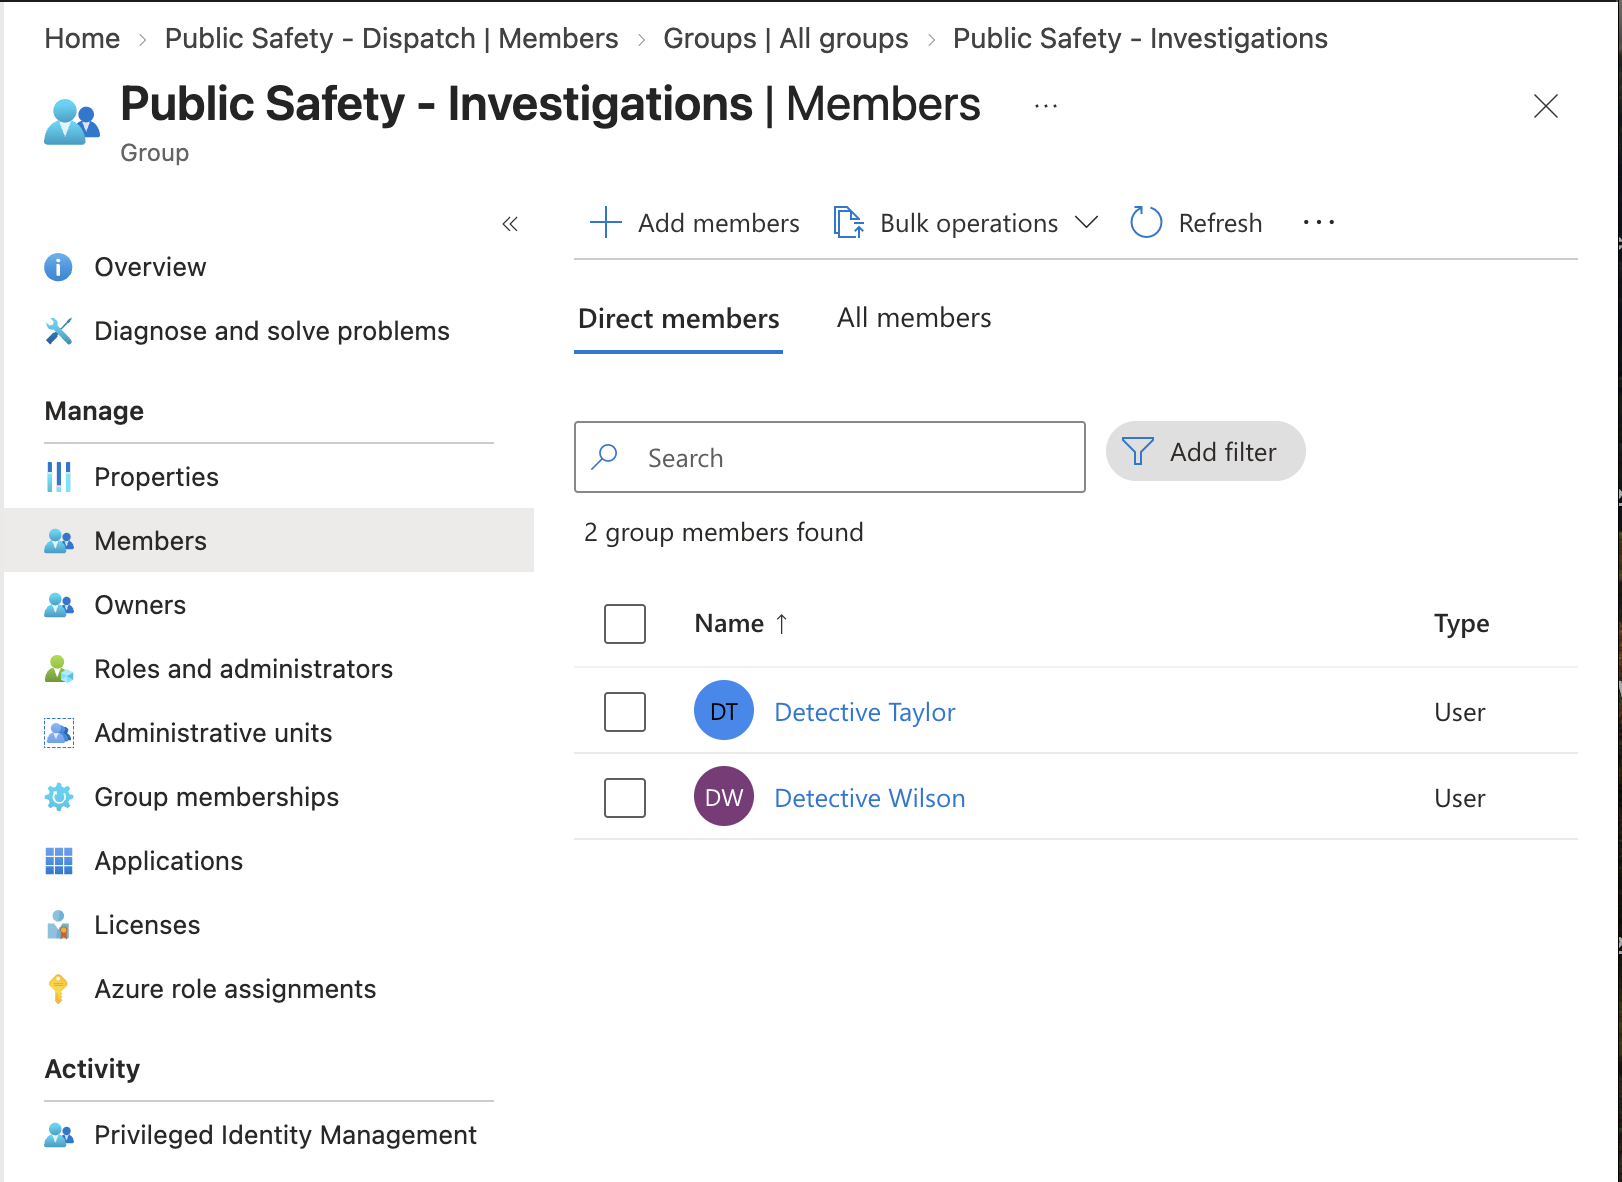 Home > Public Safety - Dispatch | Members > Groups | All groups > Public Safety - Investigations
Public Safety - Investigations | Members ...
Group
«
Add members Bulk operations Refresh ...
Overview
Diagnose and solve problems
Manage
Properties
Members
Owners
Roles and administrators
Administrative units
Group memberships
Applications
Licenses
Azure role assignments
Activity
Privileged Identity Management
Direct members All members
Search Add filter
2 group members found
Name ↑ Type
DT Detective Taylor User
DW Detective Wilson User